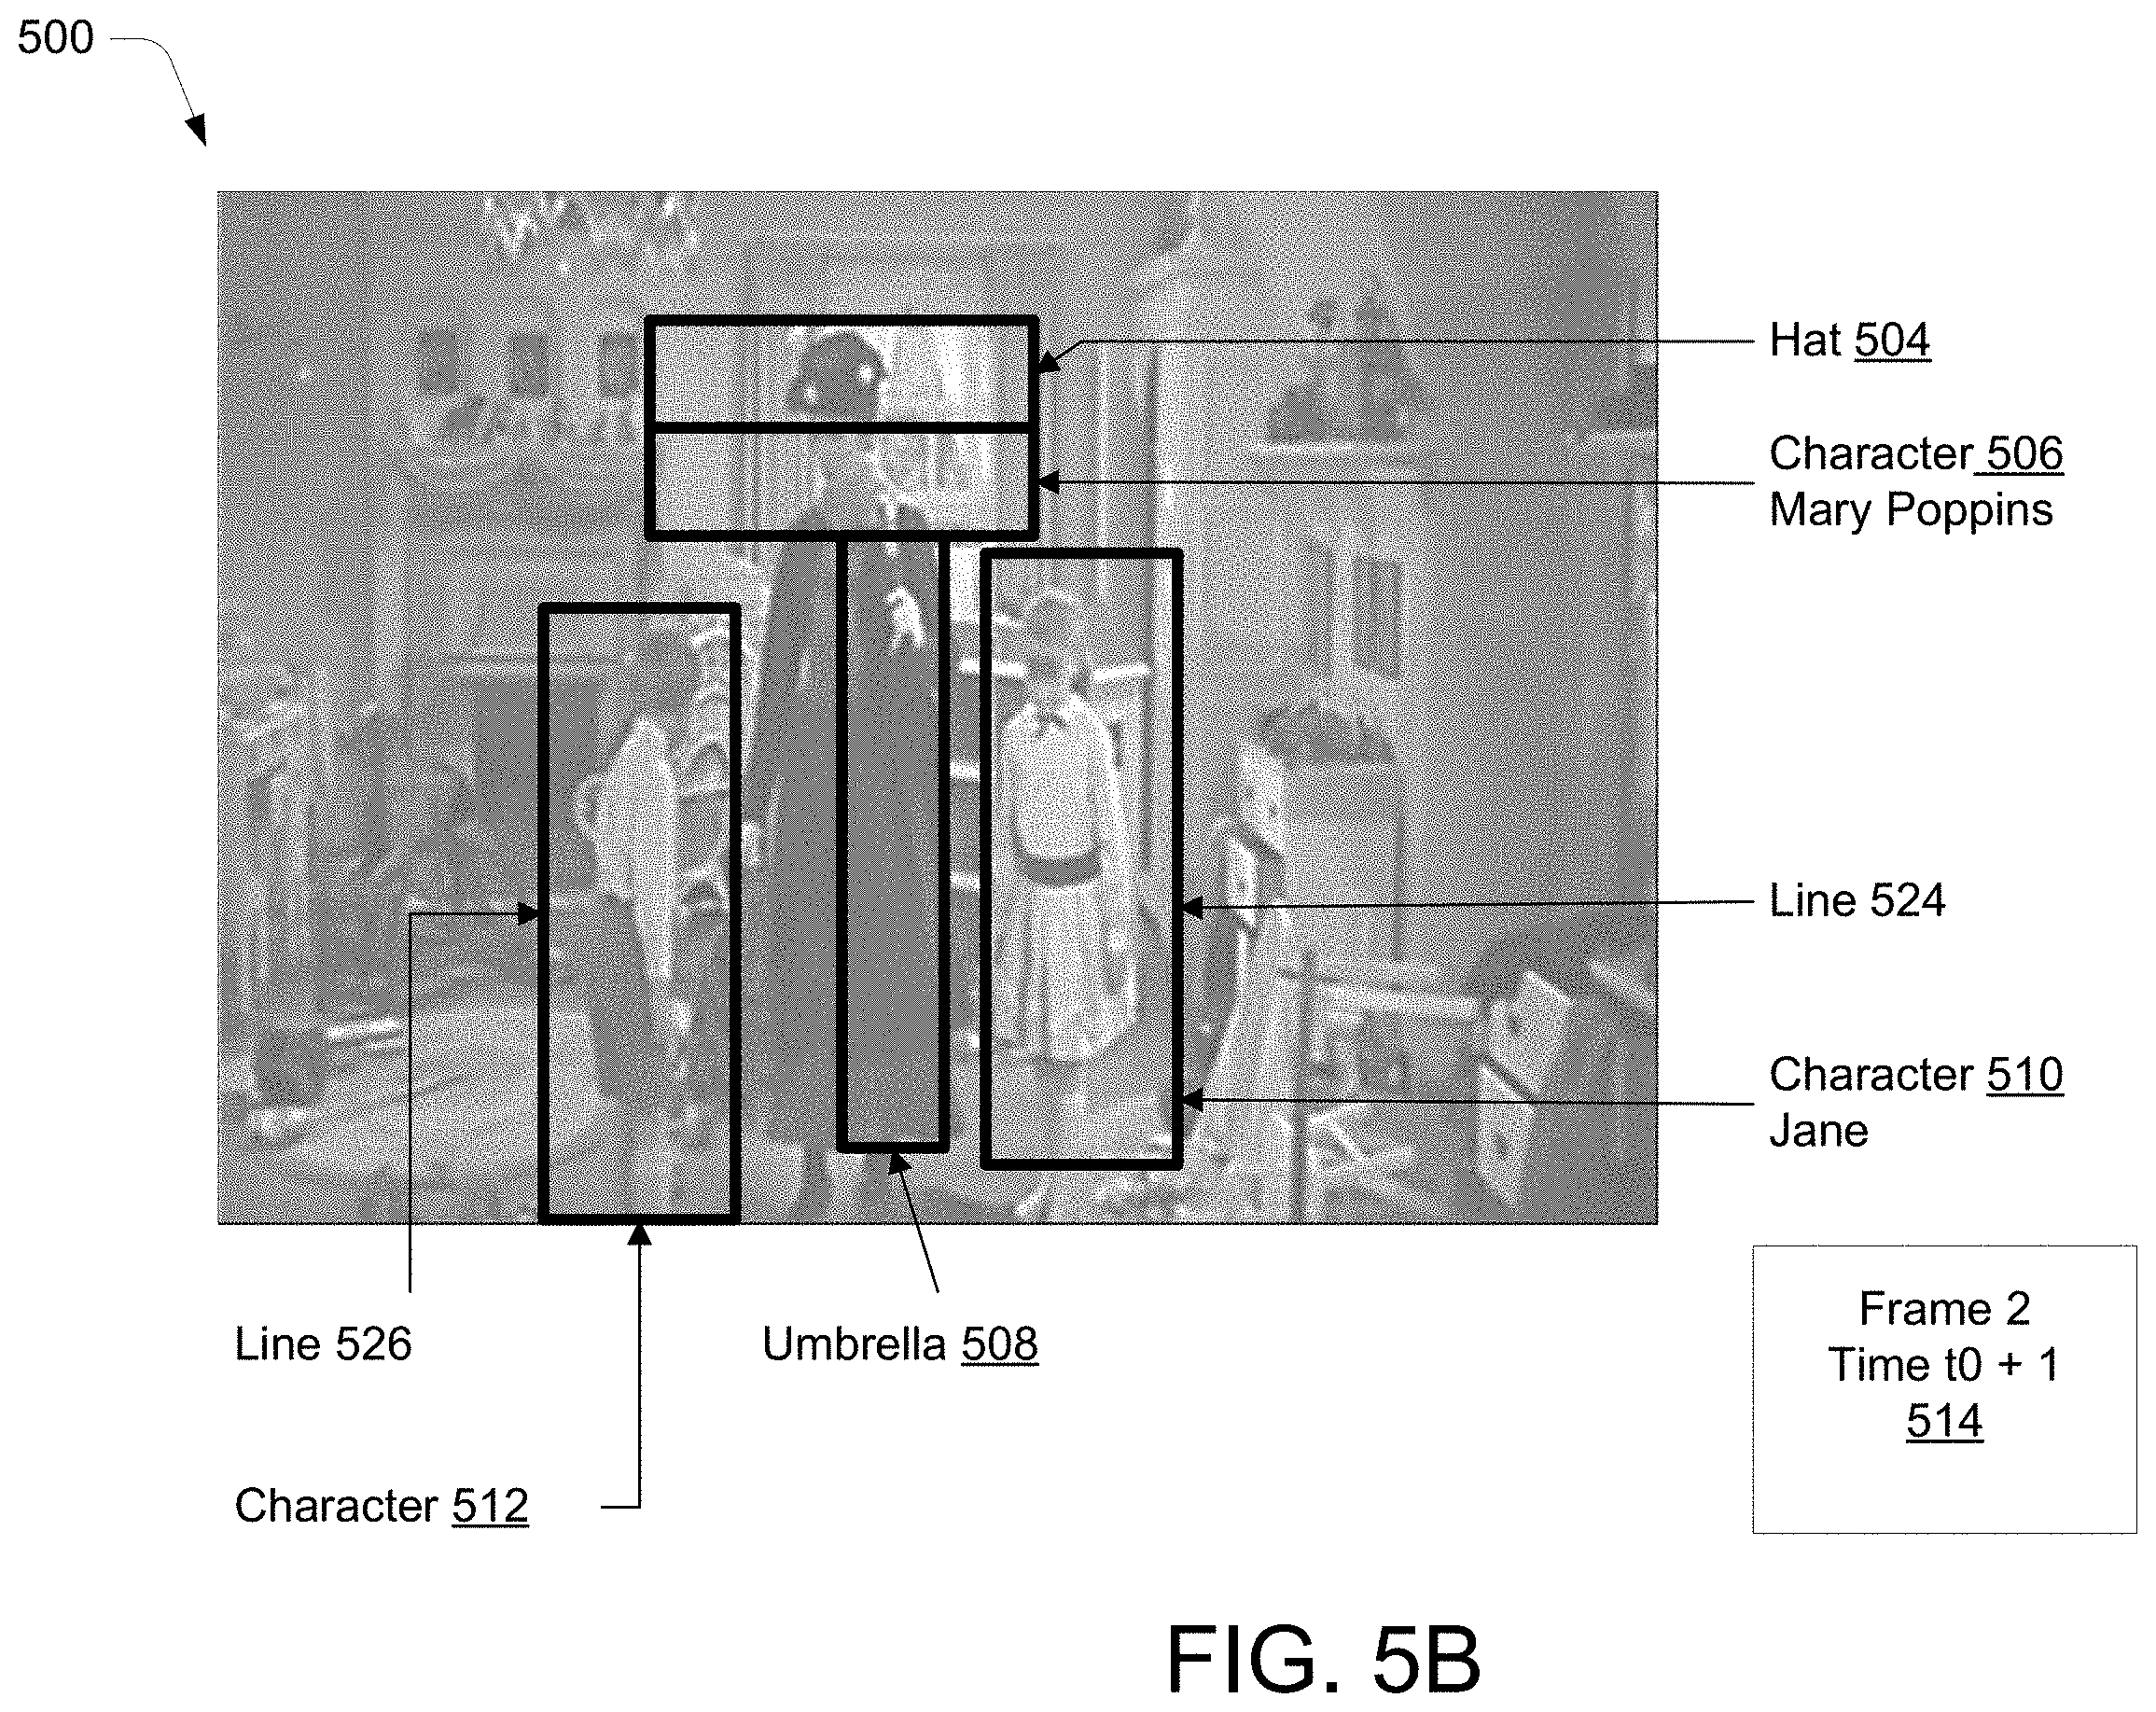 500
Hat 504
Character 506
Mary Poppins
Line 524
Character 510
Jane
Line 526
Umbrella 508
Character 512
Frame 2
Time t0 + 1
514
FIG. 5B